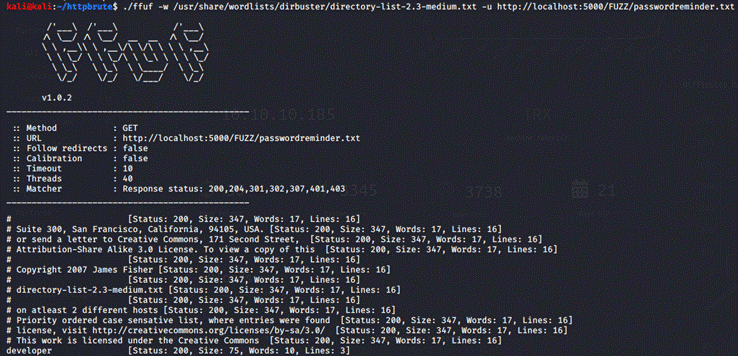 kali@kali:~/httpbrute$ ./ffuf -w /usr/share/wordlists/dirbuster/directory-list-2.3-medium.txt -u http://localhost:5000/FUZZ/passwordreminder.txt
v1.0.2
:: Method : GET
:: URL : http://localhost:5000/FUZZ/passwordreminder.txt
:: Follow redirects : false
:: Calibration : false
:: Timeout : 10
:: Threads : 40
:: Matcher : Response status: 200,204,301,302,307,401,403
# [Status: 200, Size: 347, Words: 17, Lines: 16]
# Suite 300, San Francisco, California, 94105, USA. [Status: 200, Size: 347, Words: 17, Lines: 16]
# or send a letter to Creative Commons, 171 Second Street, [Status: 200, Size: 347, Words: 17, Lines: 16]
# Attribution-Share Alike 3.0 License. To view a copy of this [Status: 200, Size: 347, Words: 17, Lines: 16]
# [Status: 200, Size: 347, Words: 17, Lines: 16]
# Copyright 2007 James Fisher [Status: 200, Size: 347, Words: 17, Lines: 16]
# [Status: 200, Size: 347, Words: 17, Lines: 16]
# directory-list-2.3-medium.txt [Status: 200, Size: 347, Words: 17, Lines: 16]
# [Status: 200, Size: 347, Words: 17, Lines: 16]
# on atleast 2 different hosts [Status: 200, Size: 347, Words: 17, Lines: 16]
# Priority ordered case sensative list, where entries were found [Status: 200, Size: 347, Words: 17, Lines: 16]
# license, visit http://creativecommons.org/licenses/by-sa/3.0/ [Status: 200, Size: 347, Words: 17, Lines: 16]
# This work is licensed under the Creative Commons [Status: 200, Size: 347, Words: 17, Lines: 16]
developer [Status: 200, Size: 75, Words: 10, Lines: 3]
10.10.10.185
TRX
345
3738
21